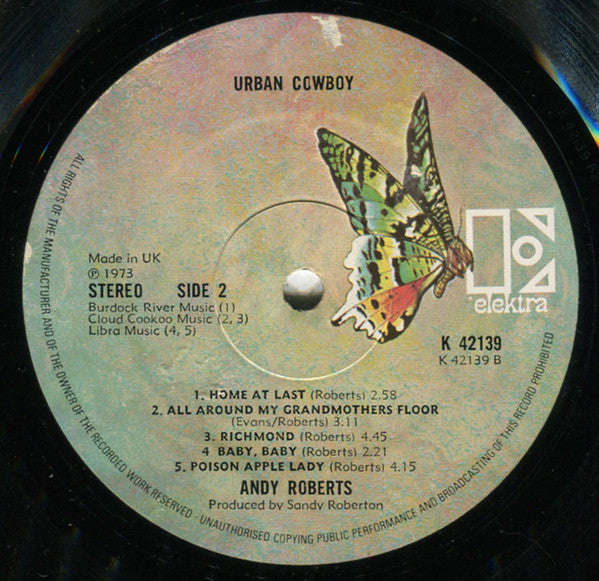 URBAN COWBOY
Made in UK
℗ 1973
STEREO SIDE 2
Burdock River Music (1)
Cloud Cookoo Music (2, 3)
Libra Music (4, 5)
elektra
K 42139
K 42139 B
1. HOME AT LAST (Roberts) 2.58
2. ALL AROUND MY GRANDMOTHERS FLOOR
(Evans/Roberts) 3.11
3. RICHMOND (Roberts) 4.45
4 BABY, BABY (Roberts) 2.21
5. POISON APPLE LADY (Roberts) 4.15
ANDY ROBERTS
Produced by Sandy Roberton
ALL RIGHTS OF THE MANUFACTURER AND OF THE OWNER OF THE RECORDED WORK RESERVED · UNAUTHORISED COPYING PUBLIC PERFORMANCE AND BROADCASTING OF THIS RECORD PROHIBITED